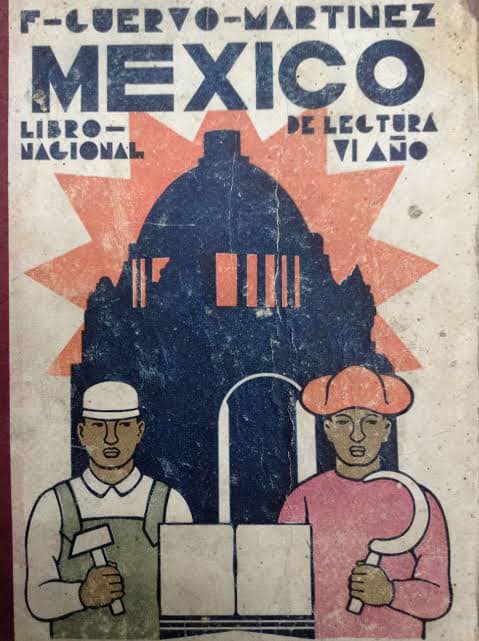 F-CUERVO-MARTINEZ
MEXICO
LIBRO-
NACIONAL
DE LECTURA
VI AÑO